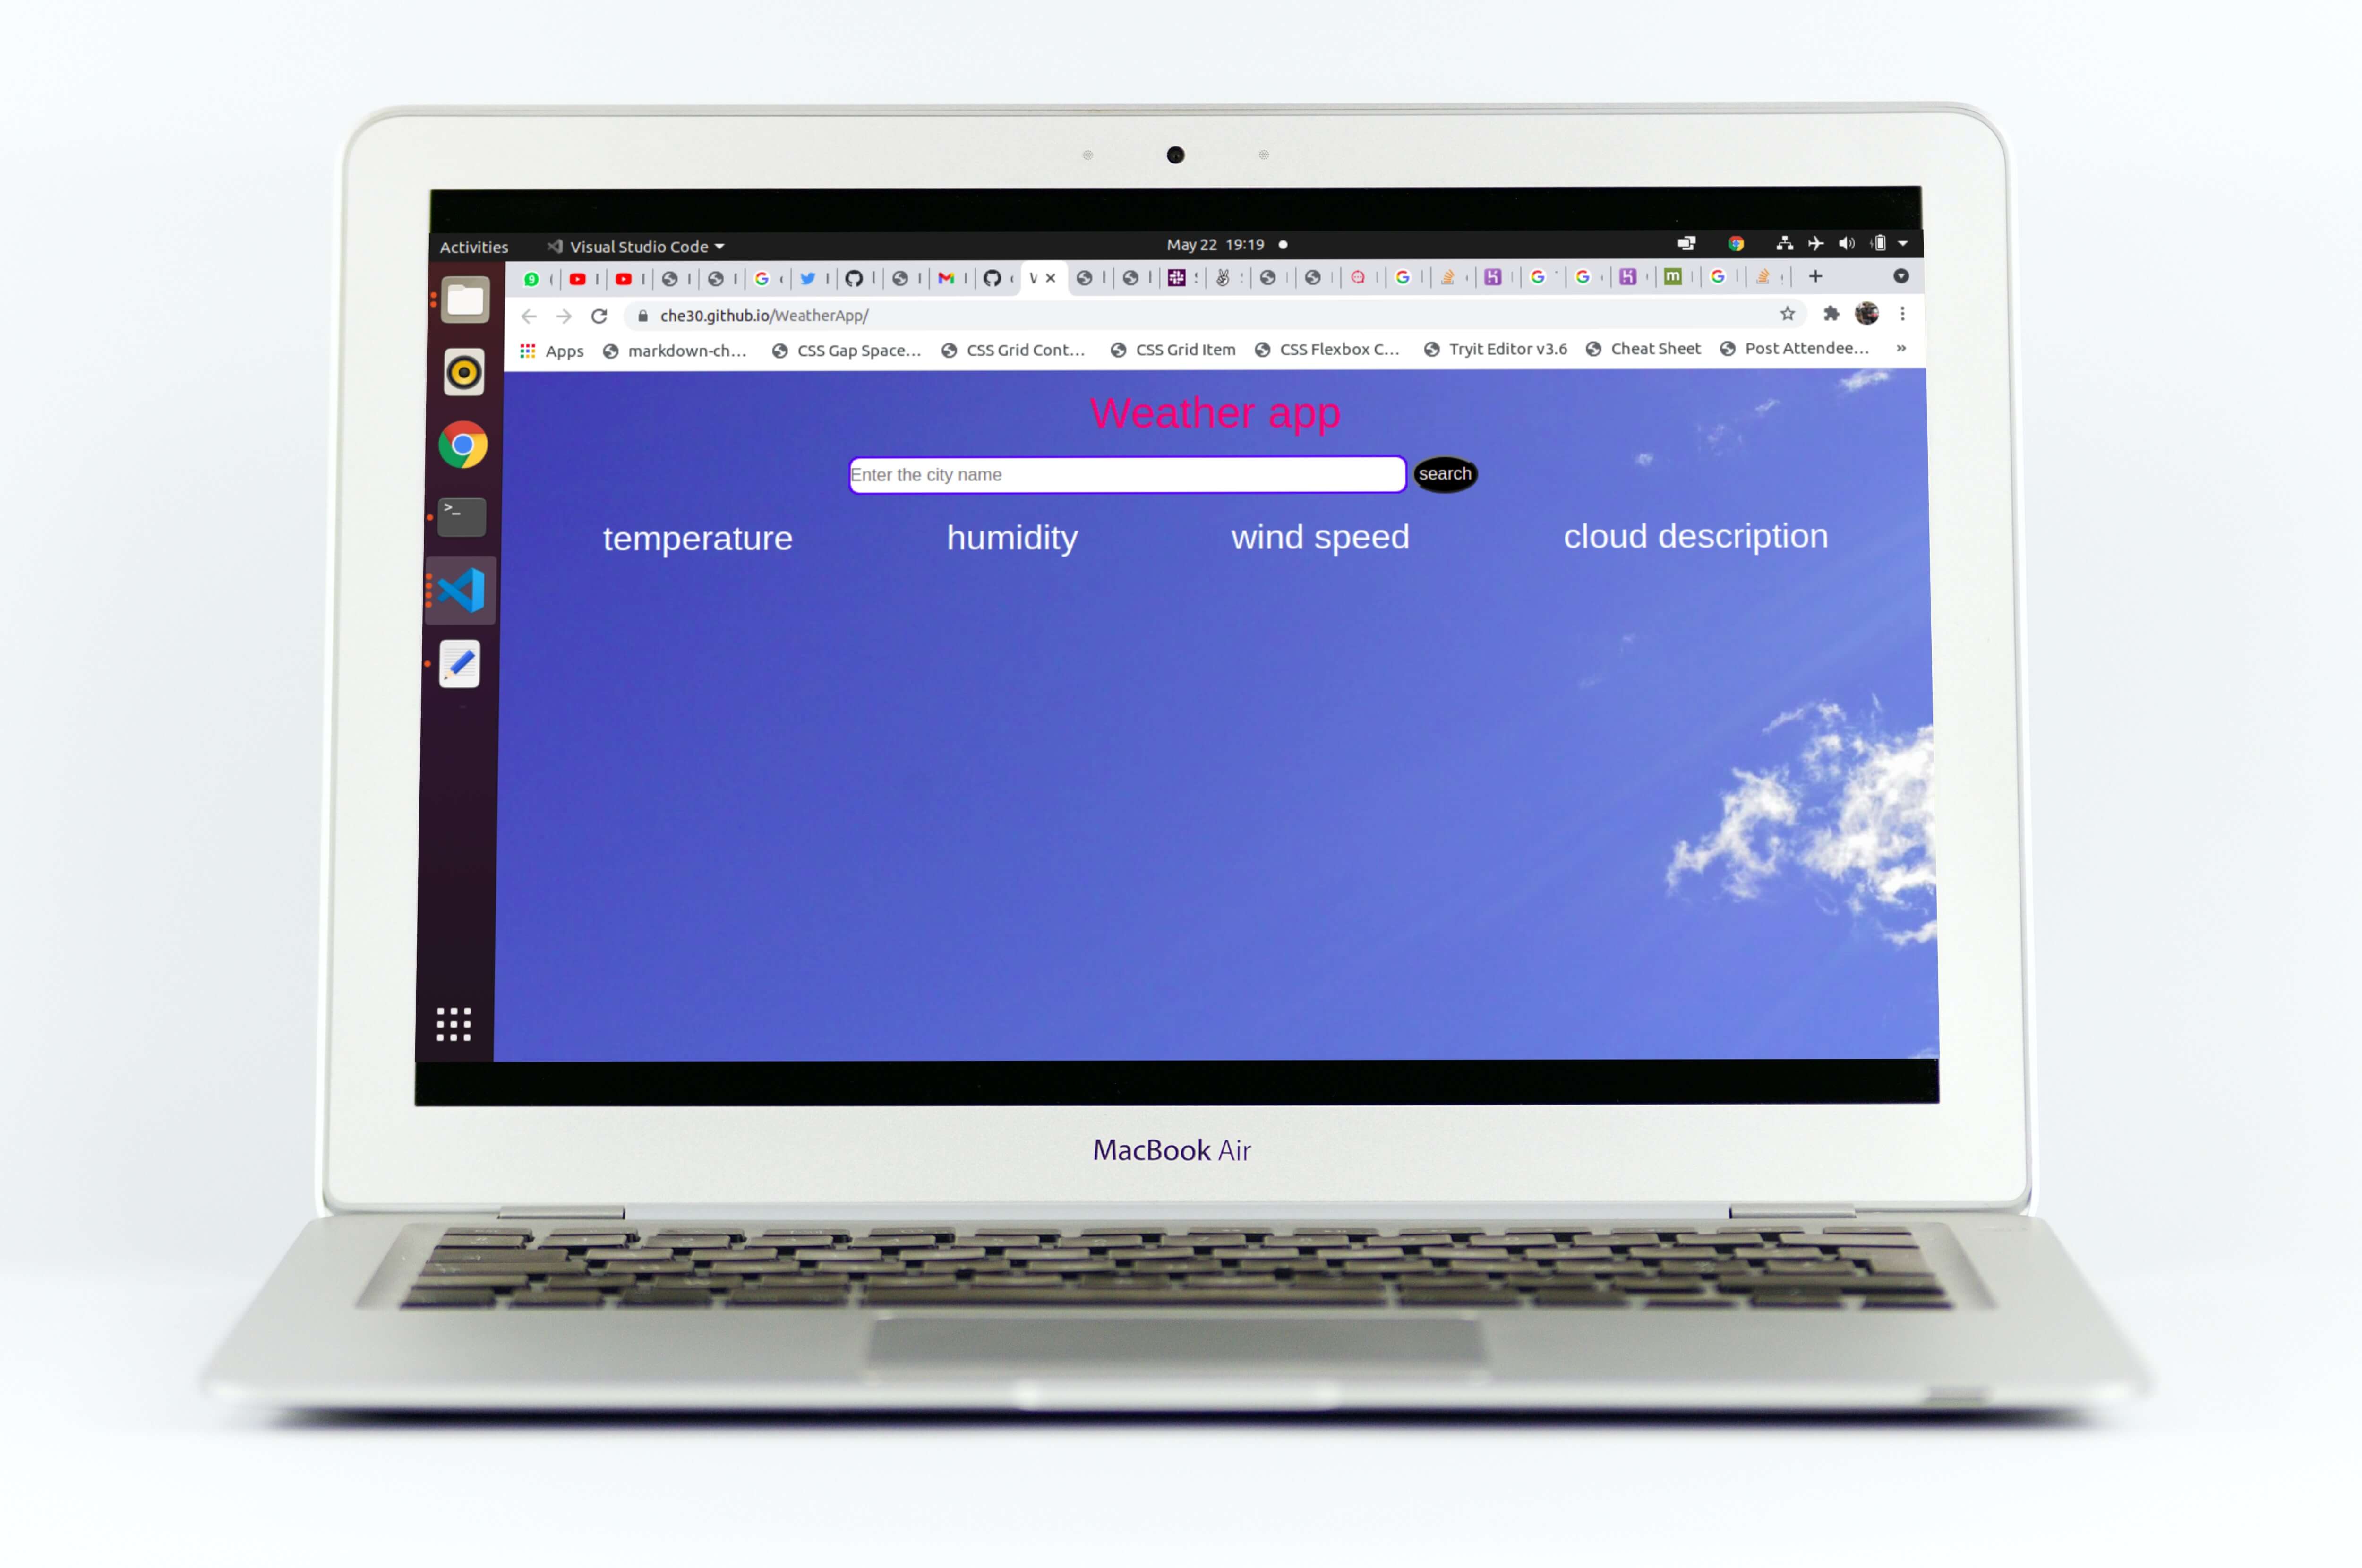 Activities Visual Studio Code May 22 19:19
che30.github.io/WeatherApp/
Apps markdown-ch... CSS Gap Space... CSS Grid Cont... CSS Grid Item CSS Flexbox C... Tryit Editor v3.6 Cheat Sheet Post Attendee... »
Weather app
Enter the city name search
temperature humidity wind speed cloud description
MacBook Air